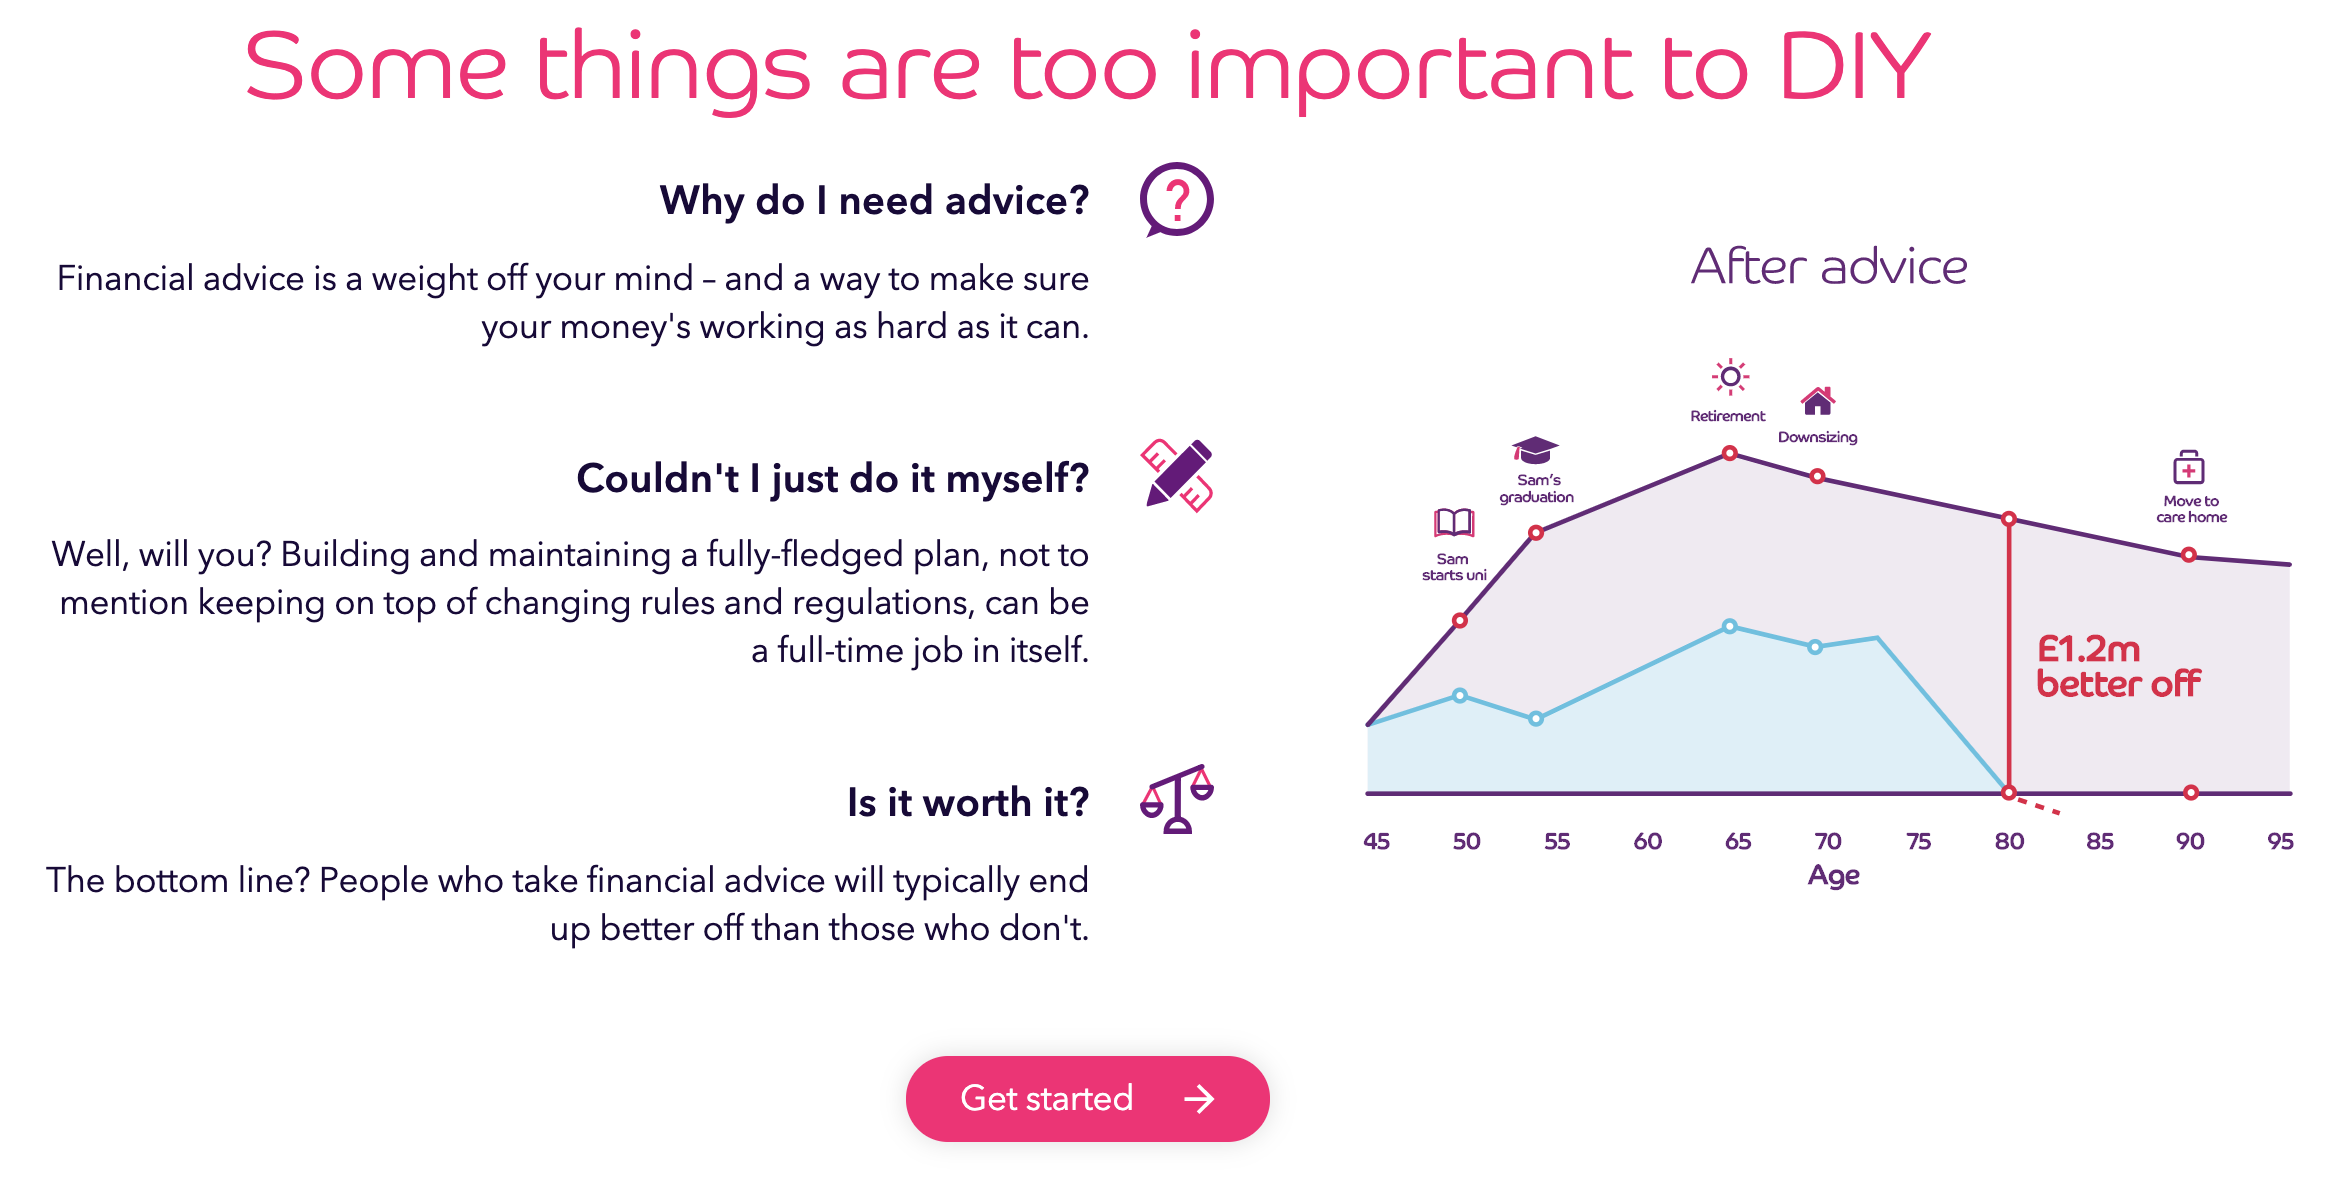 Some things are too important to DIY
Why do I need advice?
Financial advice is a weight off your mind – and a way to make sure
your money's working as hard as it can.
Couldn't I just do it myself?
Well, will you? Building and maintaining a fully-fledged plan, not to
mention keeping on top of changing rules and regulations, can be
a full-time job in itself.
Is it worth it?
The bottom line? People who take financial advice will typically end
up better off than those who don't.
After advice
Retirement
Downsizing
Sam's
graduation
Move to
care home
Sam
starts uni
£1.2m
better off
45 50 55 60 65 70 75 80 85 90 95
Age
Get started